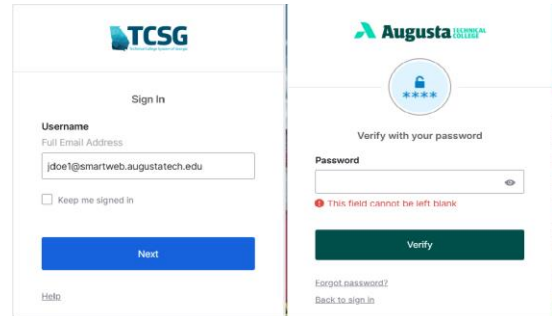 TCSG
Technical College System of Georgia
Sign In
Username
Full Email Address
jdoe1@smartweb.augustatech.edu
Keep me signed in
Next
Help
Augusta TECHNICAL COLLEGE
****
Verify with your password
Password
This field cannot be left blank
Verify
Forgot password?
Back to sign in